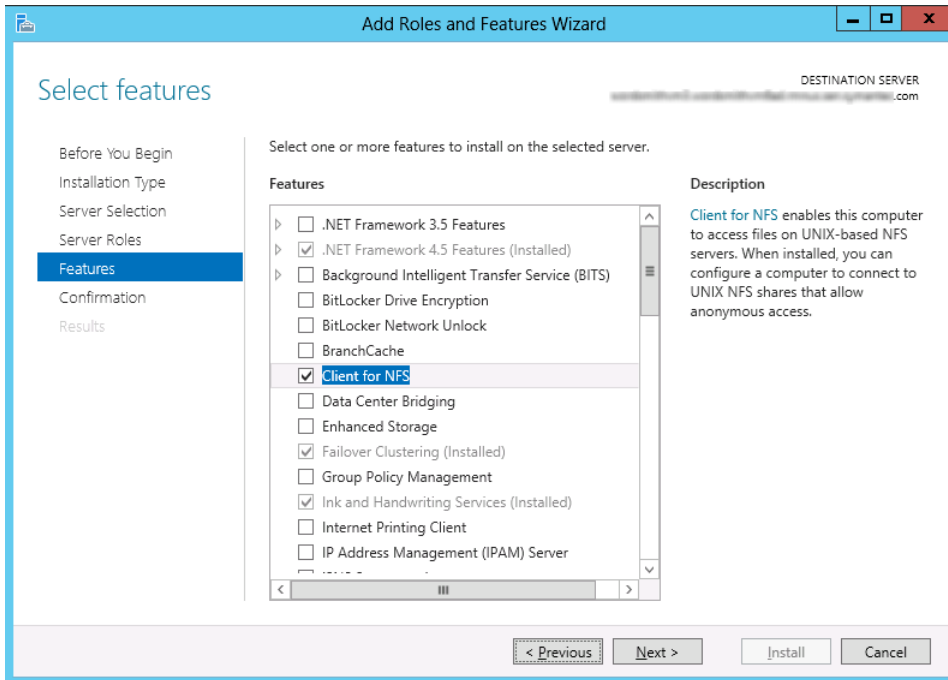 Add Roles and Features Wizard
Select features
DESTINATION SERVER
.com
Before You Begin
Installation Type
Server Selection
Server Roles
Features
Confirmation
Results
Select one or more features to install on the selected server.
Features
.NET Framework 3.5 Features
.NET Framework 4.5 Features (Installed)
Background Intelligent Transfer Service (BITS)
BitLocker Drive Encryption
BitLocker Network Unlock
BranchCache
Client for NFS
Data Center Bridging
Enhanced Storage
Failover Clustering (Installed)
Group Policy Management
Ink and Handwriting Services (Installed)
Internet Printing Client
IP Address Management (IPAM) Server
Description
Client for NFS enables this computer
to access files on UNIX-based NFS
servers. When installed, you can
configure a computer to connect to
UNIX NFS shares that allow
anonymous access.
< Previous
Next >
Install
Cancel